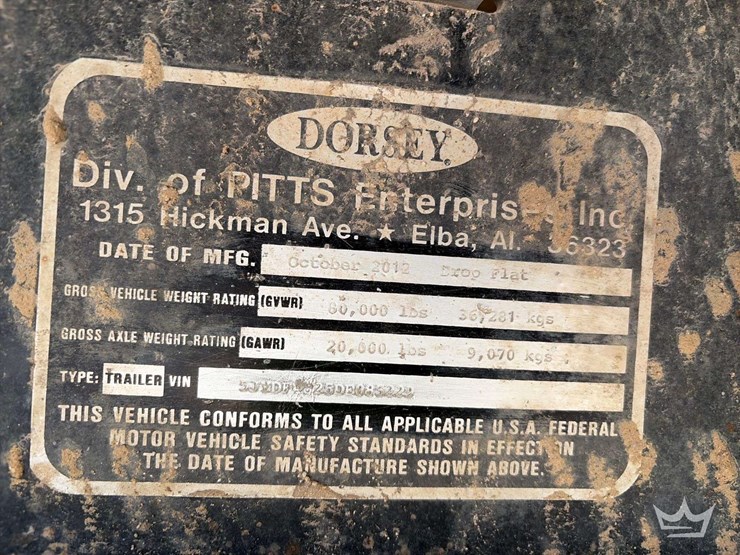 DORSEY®
Div. of PITTS Enterprises, Inc.
1315 Hickman Ave. ★ Elba, Al. 36323
DATE OF MFG. October 2012 Drop Flat
GROSS VEHICLE WEIGHT RATING (GVWR) 80,000 lbs 36,281 kgs
GROSS AXLE WEIGHT RATING (GAWR) 20,000 lbs 9,070 kgs
TYPE: TRAILER VIN
THIS VEHICLE CONFORMS TO ALL APPLICABLE U.S.A. FEDERAL
MOTOR VEHICLE SAFETY STANDARDS IN EFFECT ON
THE DATE OF MANUFACTURE SHOWN ABOVE.